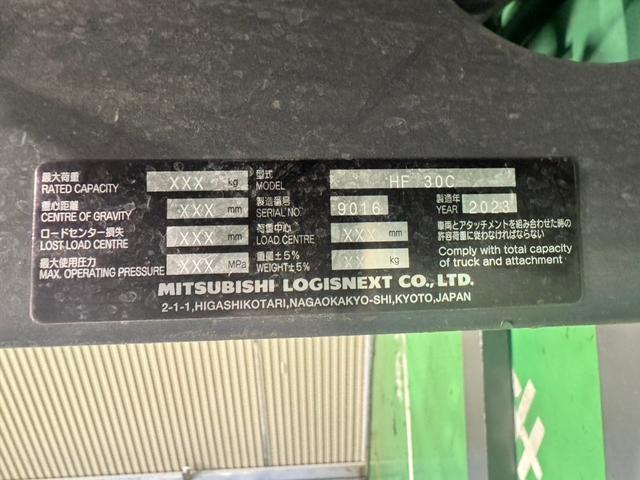 最大荷重 RATED CAPACITY XXX kg 型式 MODEL HF 30C
重心距離 CENTRE OF GRAVITY XXX mm 製造番号 SERIAL NO 9016 製造年 YEAR 2023
ロードセンター損失 LOST LOAD CENTRE XXX mm 荷重中心 LOAD CENTRE XXX mm 車両とアタッチメントを組み合わせた時の
許容荷重に従わなければならない
最大使用圧力 MAX. OPERATING PRESSURE XXX MPa 重量±5% WEIGHT±5% XX kg Comply with total capacity
of truck and attachment
MITSUBISHI LOGISNEXT CO., LTD.
2-1-1, HIGASHIKOTARI, NAGAOKAKYO-SHI, KYOTO, JAPAN